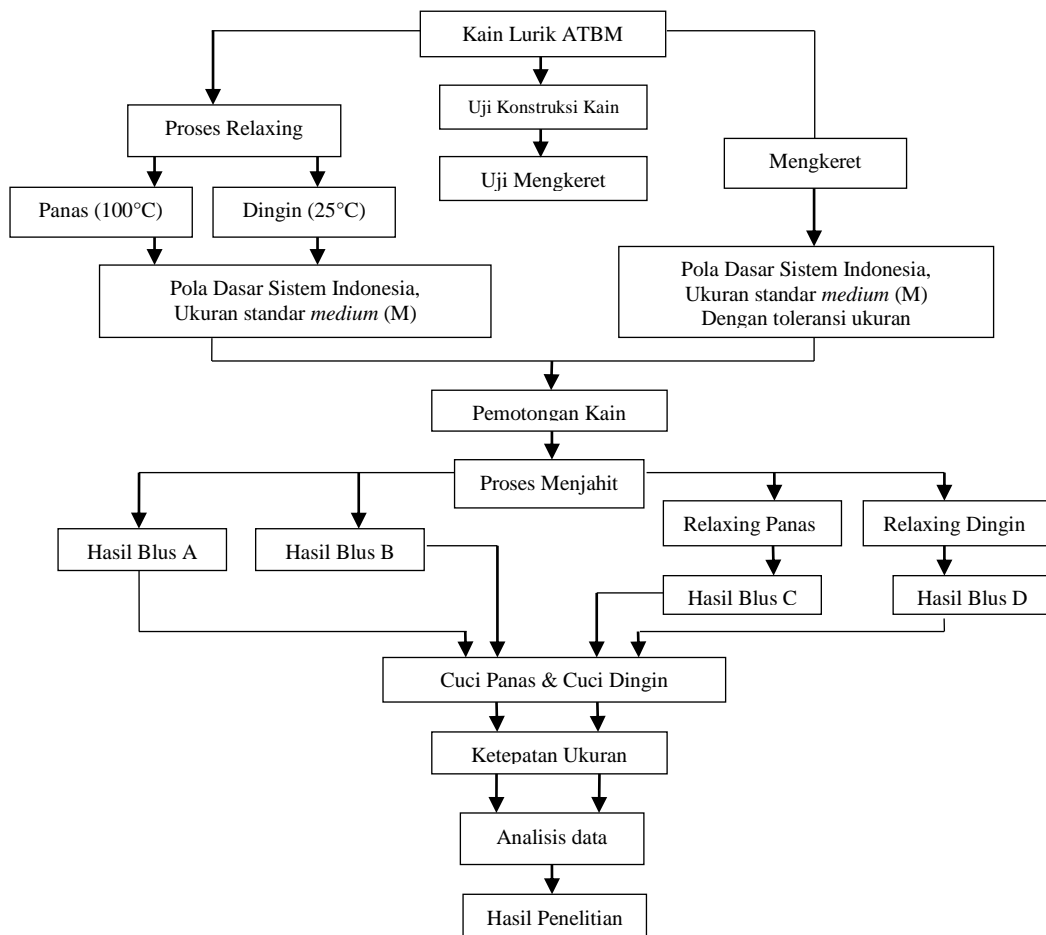 Kain Lurik ATBM
Uji Konstruksi Kain
Proses Relaxing
Mengkeret
Uji Mengkeret
Panas (100°C)
Dingin (25°C)
Pola Dasar Sistem Indonesia,
Ukuran standar medium (M)
Pola Dasar Sistem Indonesia,
Ukuran standar medium (M)
Dengan toleransi ukuran
Pemotongan Kain
Proses Menjahit
Relaxing Panas
Relaxing Dingin
Hasil Blus A
Hasil Blus B
Hasil Blus C
Hasil Blus D
Cuci Panas & Cuci Dingin
Ketepatan Ukuran
Analisis data
Hasil Penelitian